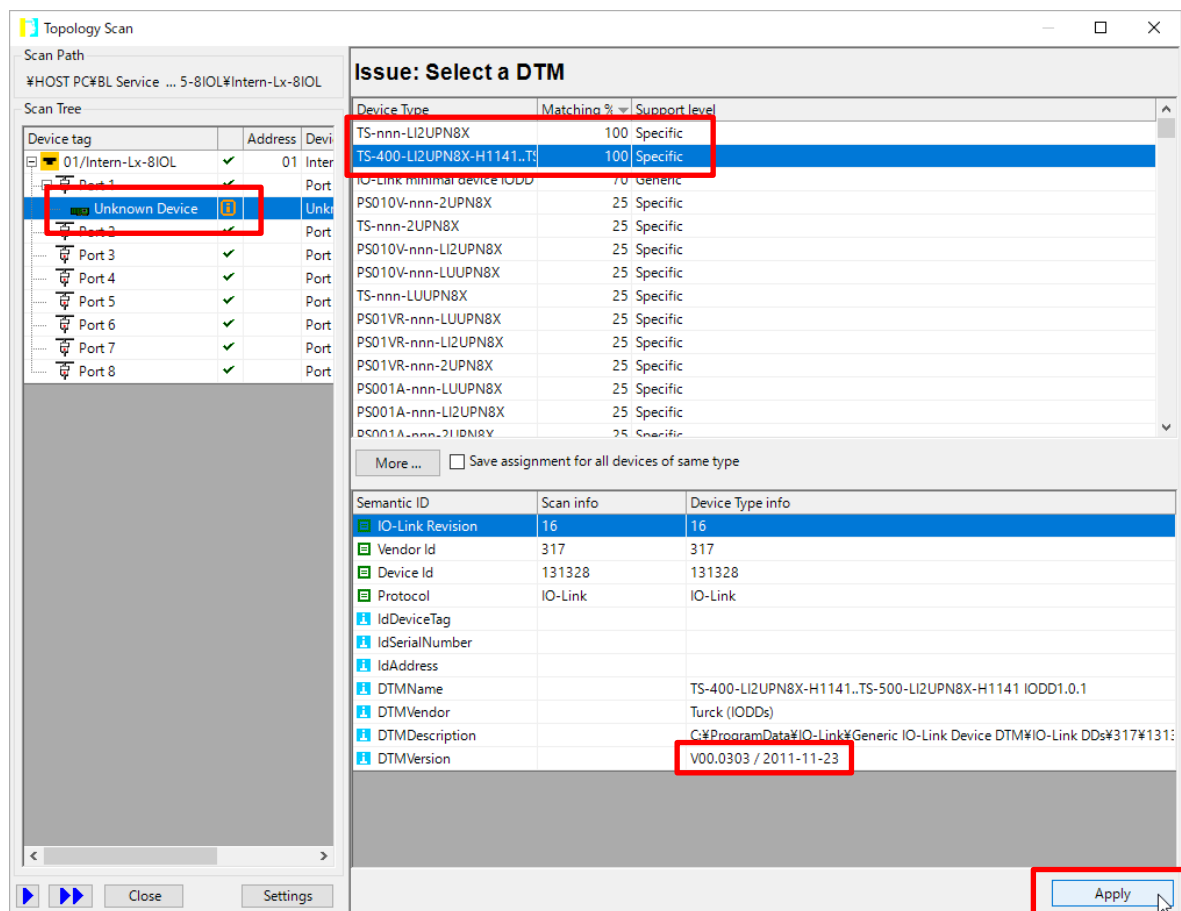 Topology Scan
Scan Path
¥HOST PC¥BL Service ... 5-8IOL¥Intern-Lx-8IOL
Scan Tree
Device tag Address Devi
01/Intern-Lx-8IOL 01 Inter
Port 1 Port
Unknown Device Unkr
Port 2 Port
Port 3 Port
Port 4 Port
Port 5 Port
Port 6 Port
Port 7 Port
Port 8 Port
Close Settings
Issue: Select a DTM
Device Type Matching % Support level
TS-nnn-LI2UPN8X 100 Specific
TS-400-LI2UPN8X-H1141..TS 100 Specific
IO-Link minimal device IODD 70 Generic
PS010V-nnn-2UPN8X 25 Specific
TS-nnn-2UPN8X 25 Specific
PS010V-nnn-LI2UPN8X 25 Specific
PS010V-nnn-LUUPN8X 25 Specific
TS-nnn-LUUPN8X 25 Specific
PS01VR-nnn-LUUPN8X 25 Specific
PS01VR-nnn-LI2UPN8X 25 Specific
PS01VR-nnn-2UPN8X 25 Specific
PS001A-nnn-LUUPN8X 25 Specific
PS001A-nnn-LI2UPN8X 25 Specific
PS001A-nnn-2UPN8X 25 Specific
More ... Save assignment for all devices of same type
Semantic ID Scan info Device Type info
IO-Link Revision 16 16
Vendor Id 317 317
Device Id 131328 131328
Protocol IO-Link IO-Link
IdDeviceTag
IdSerialNumber
IdAddress
DTMName TS-400-LI2UPN8X-H1141..TS-500-LI2UPN8X-H1141 IODD1.0.1
DTMVendor Turck (IODDs)
DTMDescription C:¥ProgramData¥IO-Link¥Generic IO-Link Device DTM¥IO-Link DDs¥317¥1313
DTMVersion V00.0303 / 2011-11-23
Apply